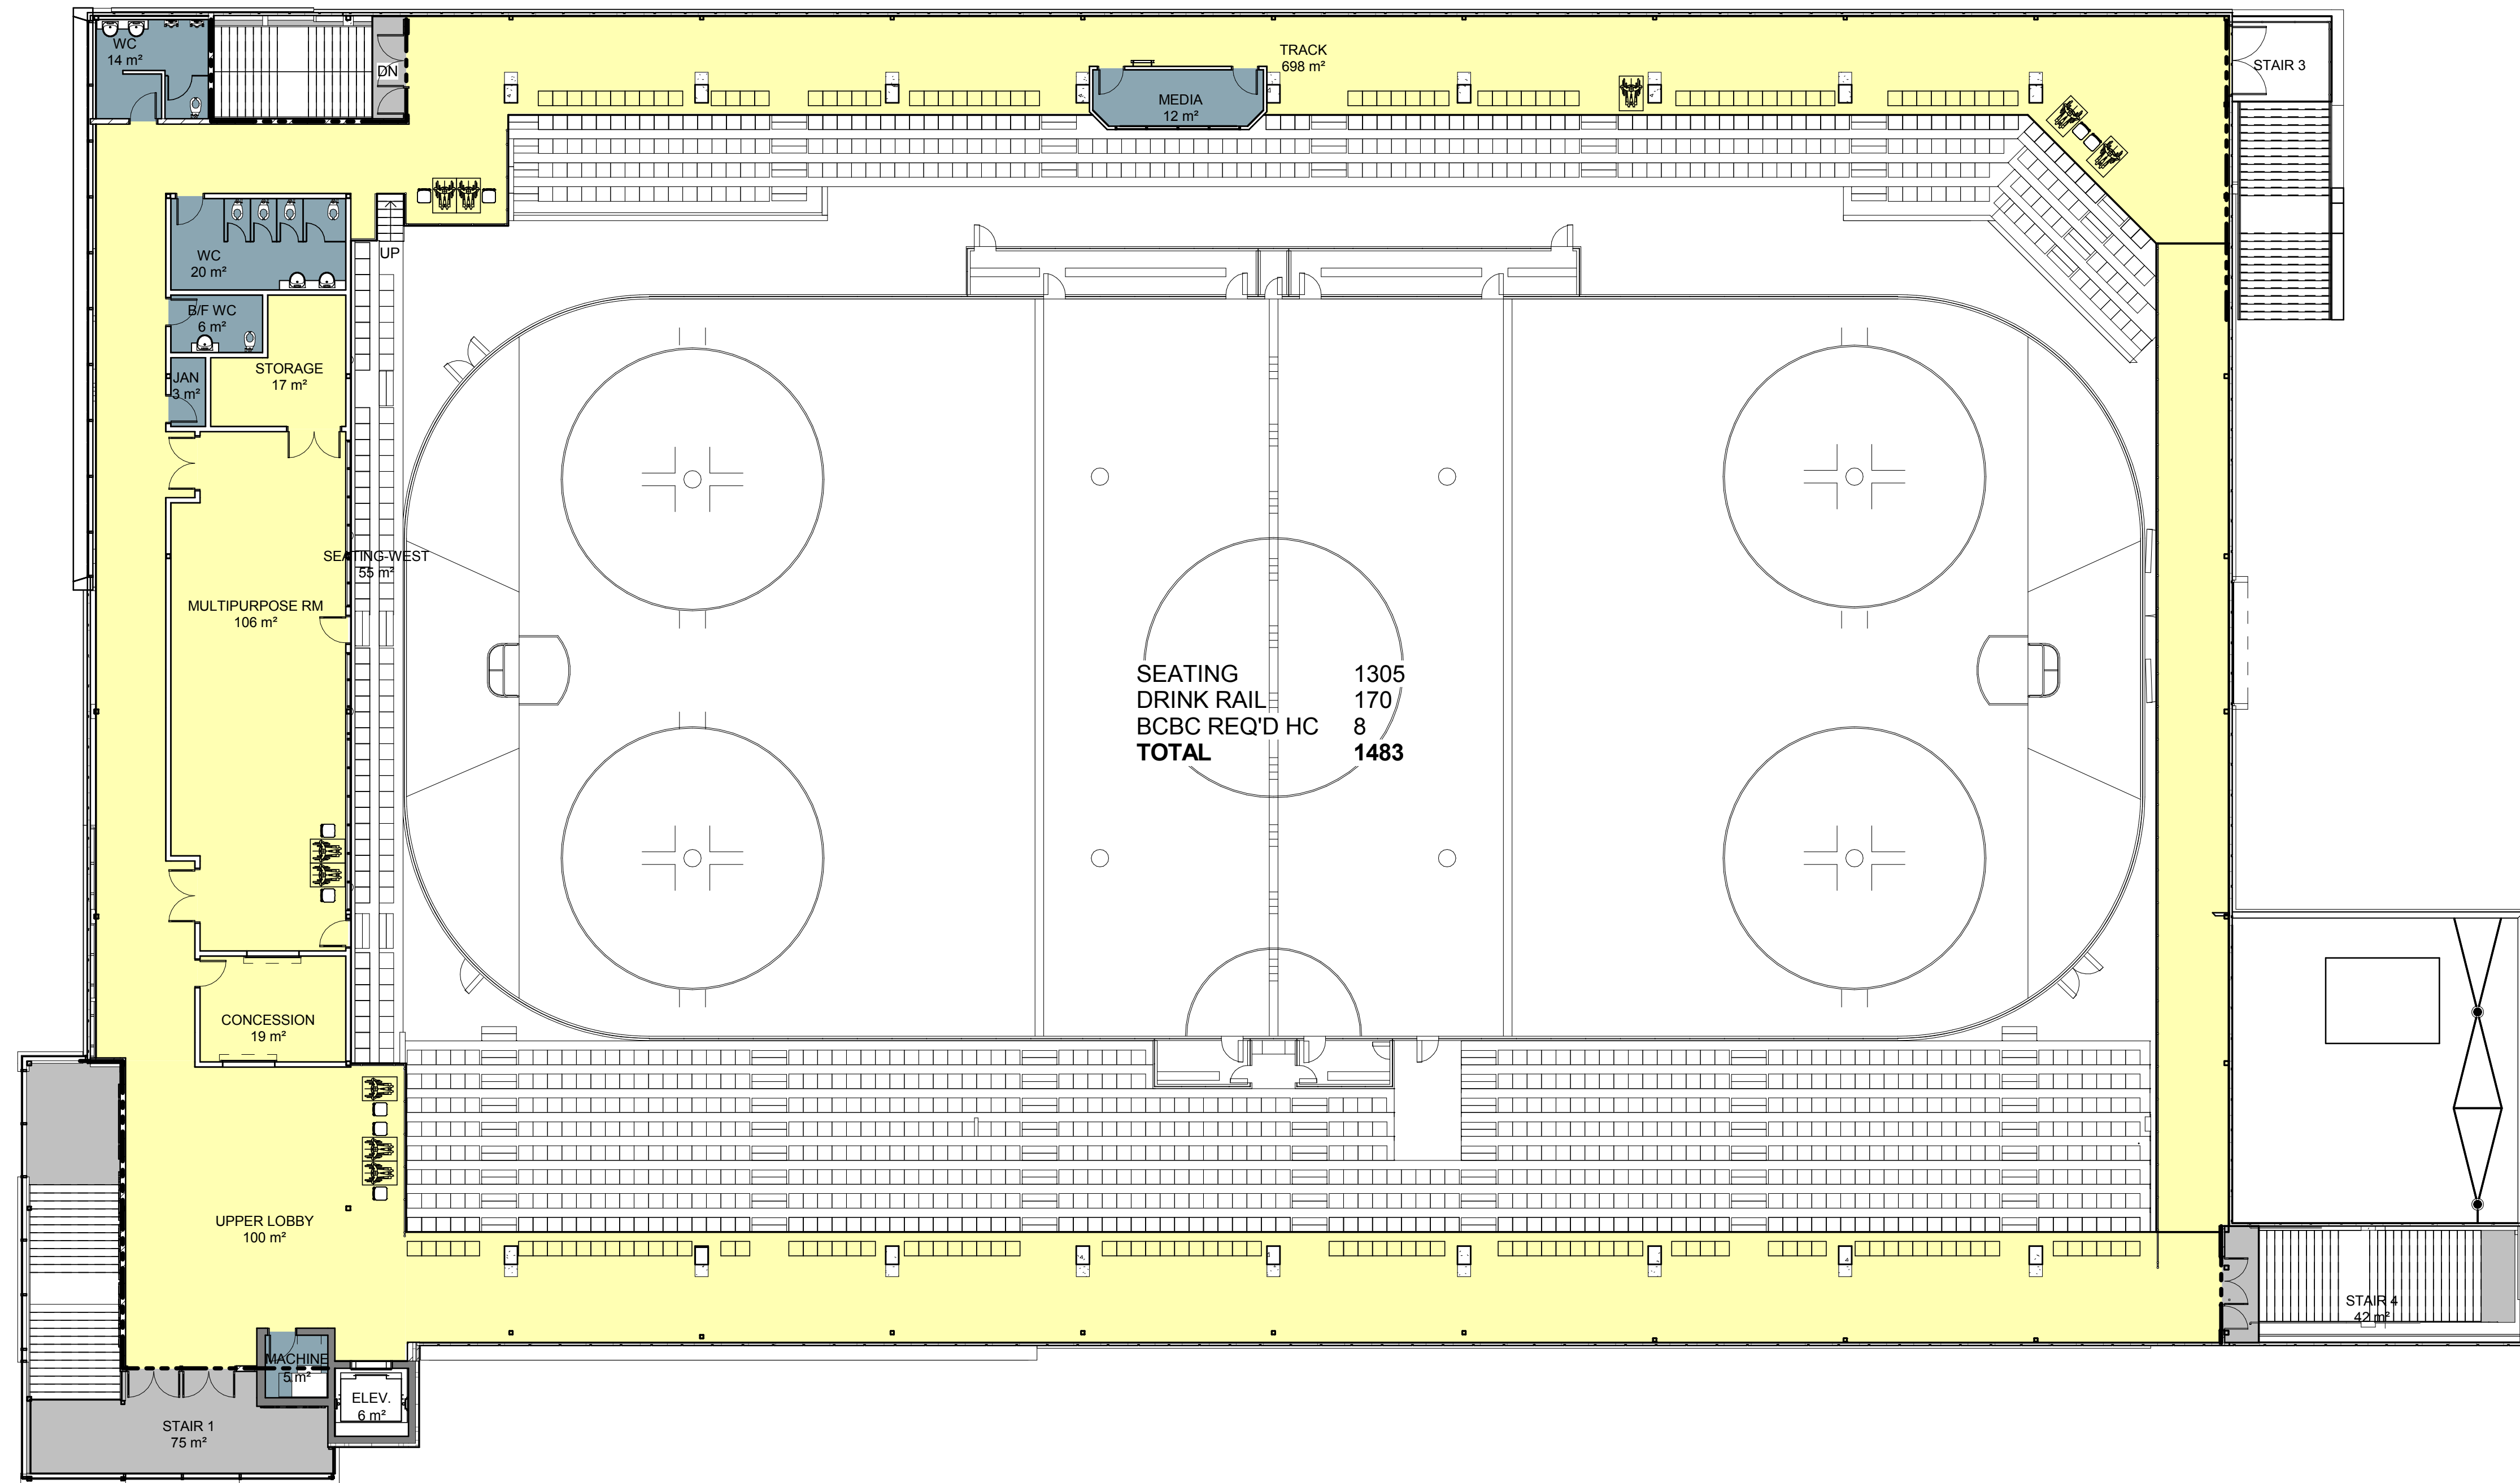 WC
14 m²
DN
TRACK
698 m²
STAIR 3
MEDIA
12 m²
UP
WC
20 m²
B/F WC
6 m²
STORAGE
17 m²
JAN
3 m²
SEATING-WEST
55 m²
MULTIPURPOSE RM
106 m²
SEATING 1305
DRINK RAIL 170
BCBC REQ'D HC 8
TOTAL 1483
CONCESSION
19 m²
UPPER LOBBY
100 m²
STAIR 4
42 m²
MACHINE
5 m²
ELEV.
6 m²
STAIR 1
75 m²